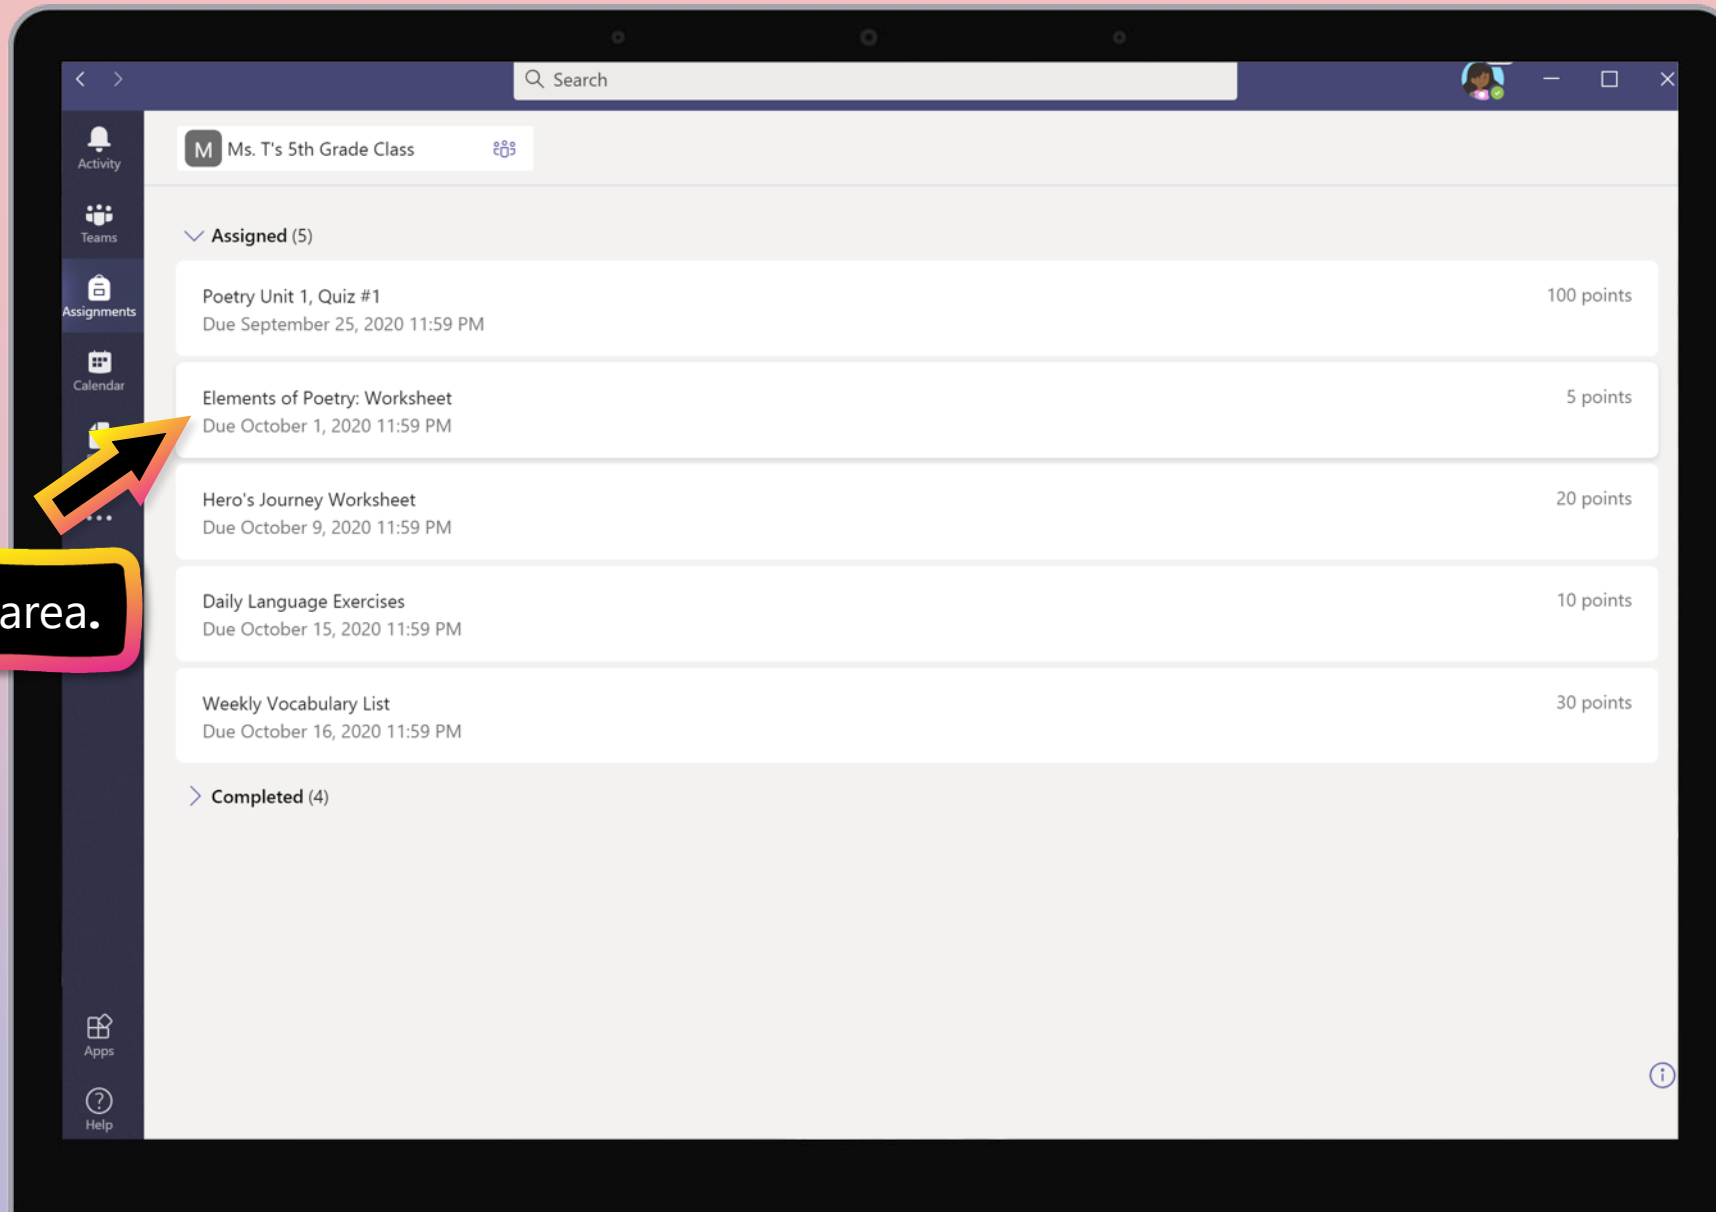 Search
Activity
M Ms. T's 5th Grade Class
Teams
Assigned (5)
Assignments
Poetry Unit 1, Quiz #1
100 points
Due September 25, 2020 11:59 PM
Calendar
Elements of Poetry: Worksheet
5 points
Due October 1, 2020 11:59 PM
Hero's Journey Worksheet
20 points
Due October 9, 2020 11:59 PM
area.
Daily Language Exercises
10 points
Due October 15, 2020 11:59 PM
Weekly Vocabulary List
30 points
Due October 16, 2020 11:59 PM
Completed (4)
Apps
Help